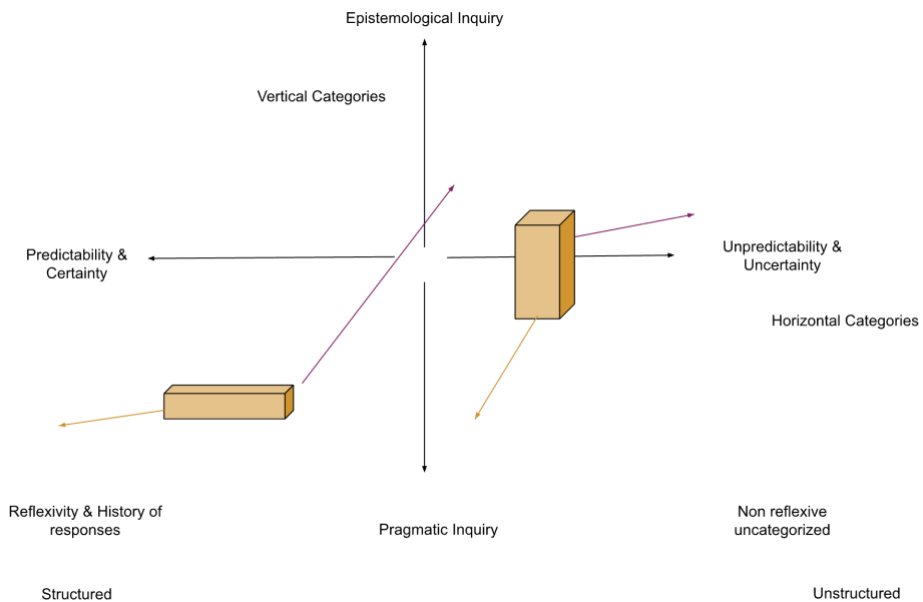 Epistemological Inquiry
Vertical Categories
Predictability &
Certainty
Unpredictability &
Uncertainty
Horizontal Categories
Reflexivity & History of
responses
Pragmatic Inquiry
Non reflexive
uncategorized
Structured
Unstructured